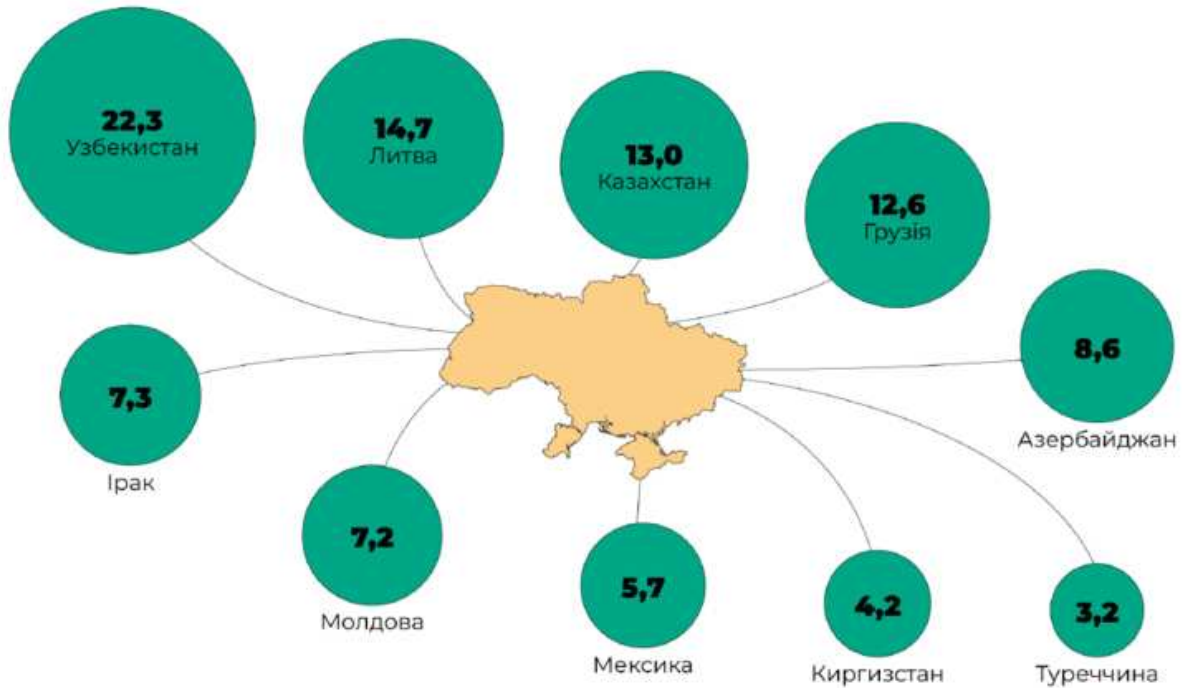 22,3
Узбекистан
14,7
Литва
13,0
Казахстан
12,6
Грузія
8,6
Азербайджан
7,3
Ірак
7,2
Молдова
5,7
Мексика
4,2
Киргизстан
3,2
Туреччина